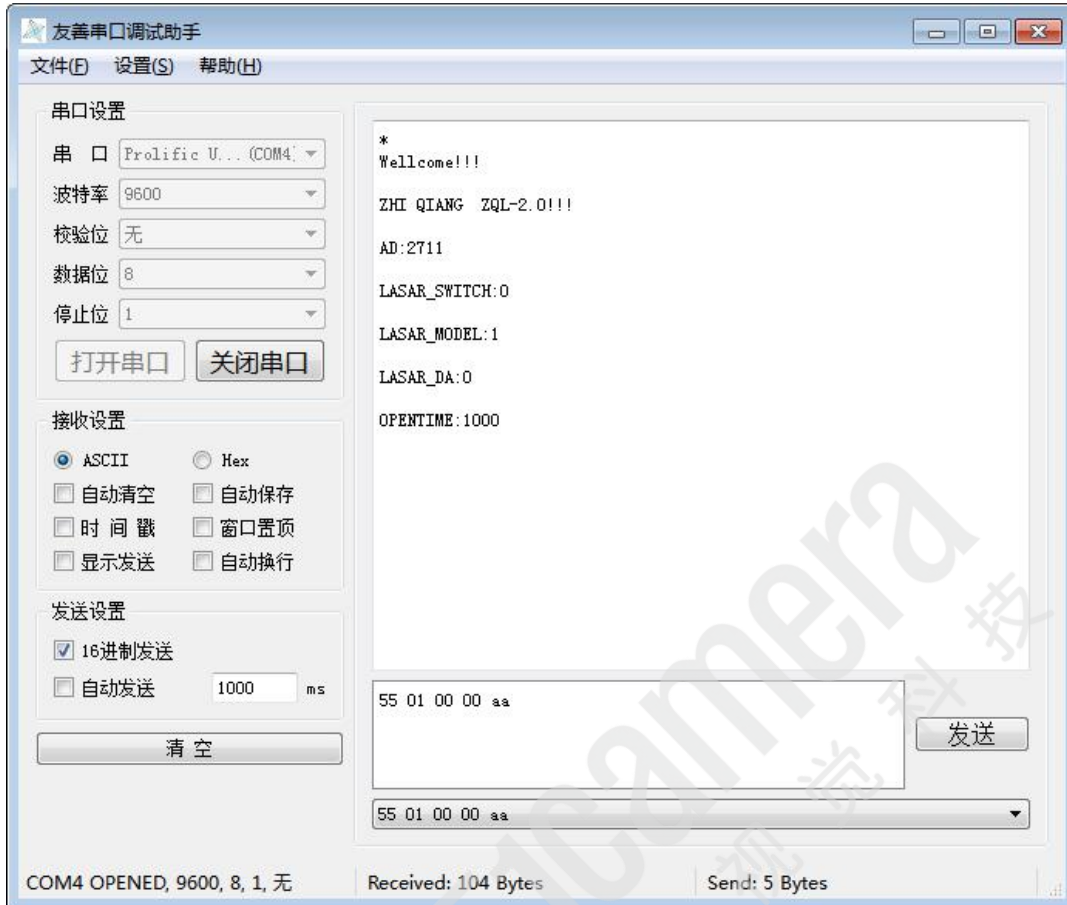 友善串口调试助手
文件(F) 设置(S) 帮助(H)
串口设置
串 口 Prolific U... (COM4)
波特率 9600
校验位 无
数据位 8
停止位 1
打开串口 关闭串口
接收设置
ASCII Hex
自动清空 自动保存
时 间 戳 窗口置顶
显示发送 自动换行
发送设置
16进制发送
自动发送 1000 ms
清 空
*
Wellcome!!!
ZHI QIANG ZQL-2.0!!!
AD:2711
LASAR_SWITCH:0
LASAR_MODEL:1
LASAR_DA:0
OPENTIME:1000
55 01 00 00 aa
发送
55 01 00 00 aa
COM4 OPENED, 9600, 8, 1, 无 Received: 104 Bytes Send: 5 Bytes
camera
视觉科技